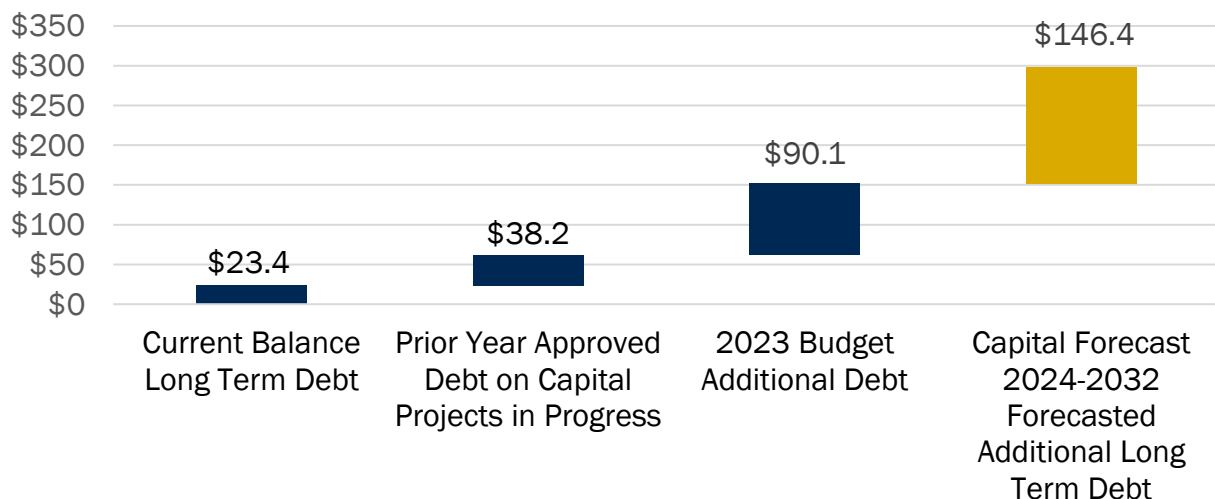 $350
$300
$250
$200
$150
$100
$50
$0
$146.4
$90.1
$38.2
$23.4
Current Balance
Long Term Debt
Prior Year Approved
Debt on Capital
Projects in Progress
2023 Budget
Additional Debt
Capital Forecast
2024-2032
Forecasted
Additional Long
Term Debt